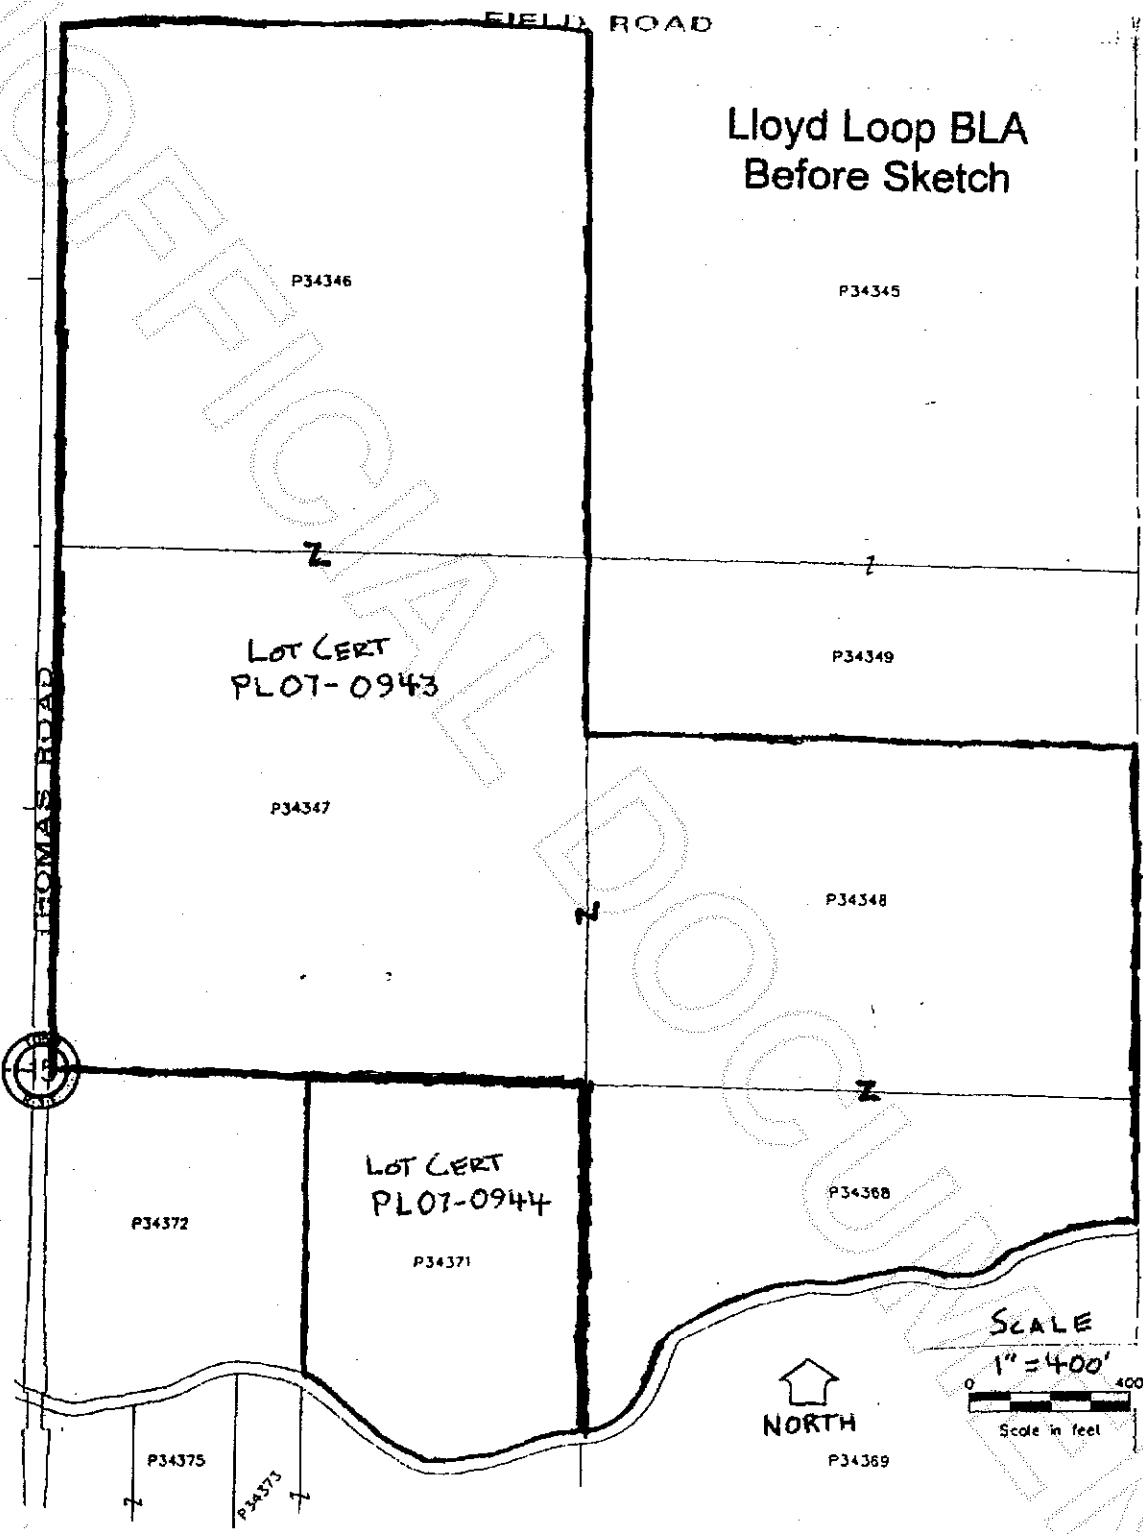 FIELD ROAD
Lloyd Loop BLA
Before Sketch
P34346
P34345
Z
Z
LOT CERT
PL07-0943
P34349
THOMAS ROAD
P34347
P34348
Z
Z
LOT CERT
PL07-0944
P34368
P34372
P34371
SCALE
1" = 400'
0 400
Scale in feet
NORTH
P34375
P34373
P34369
Z
Z
OFFICIAL DOCUMEN